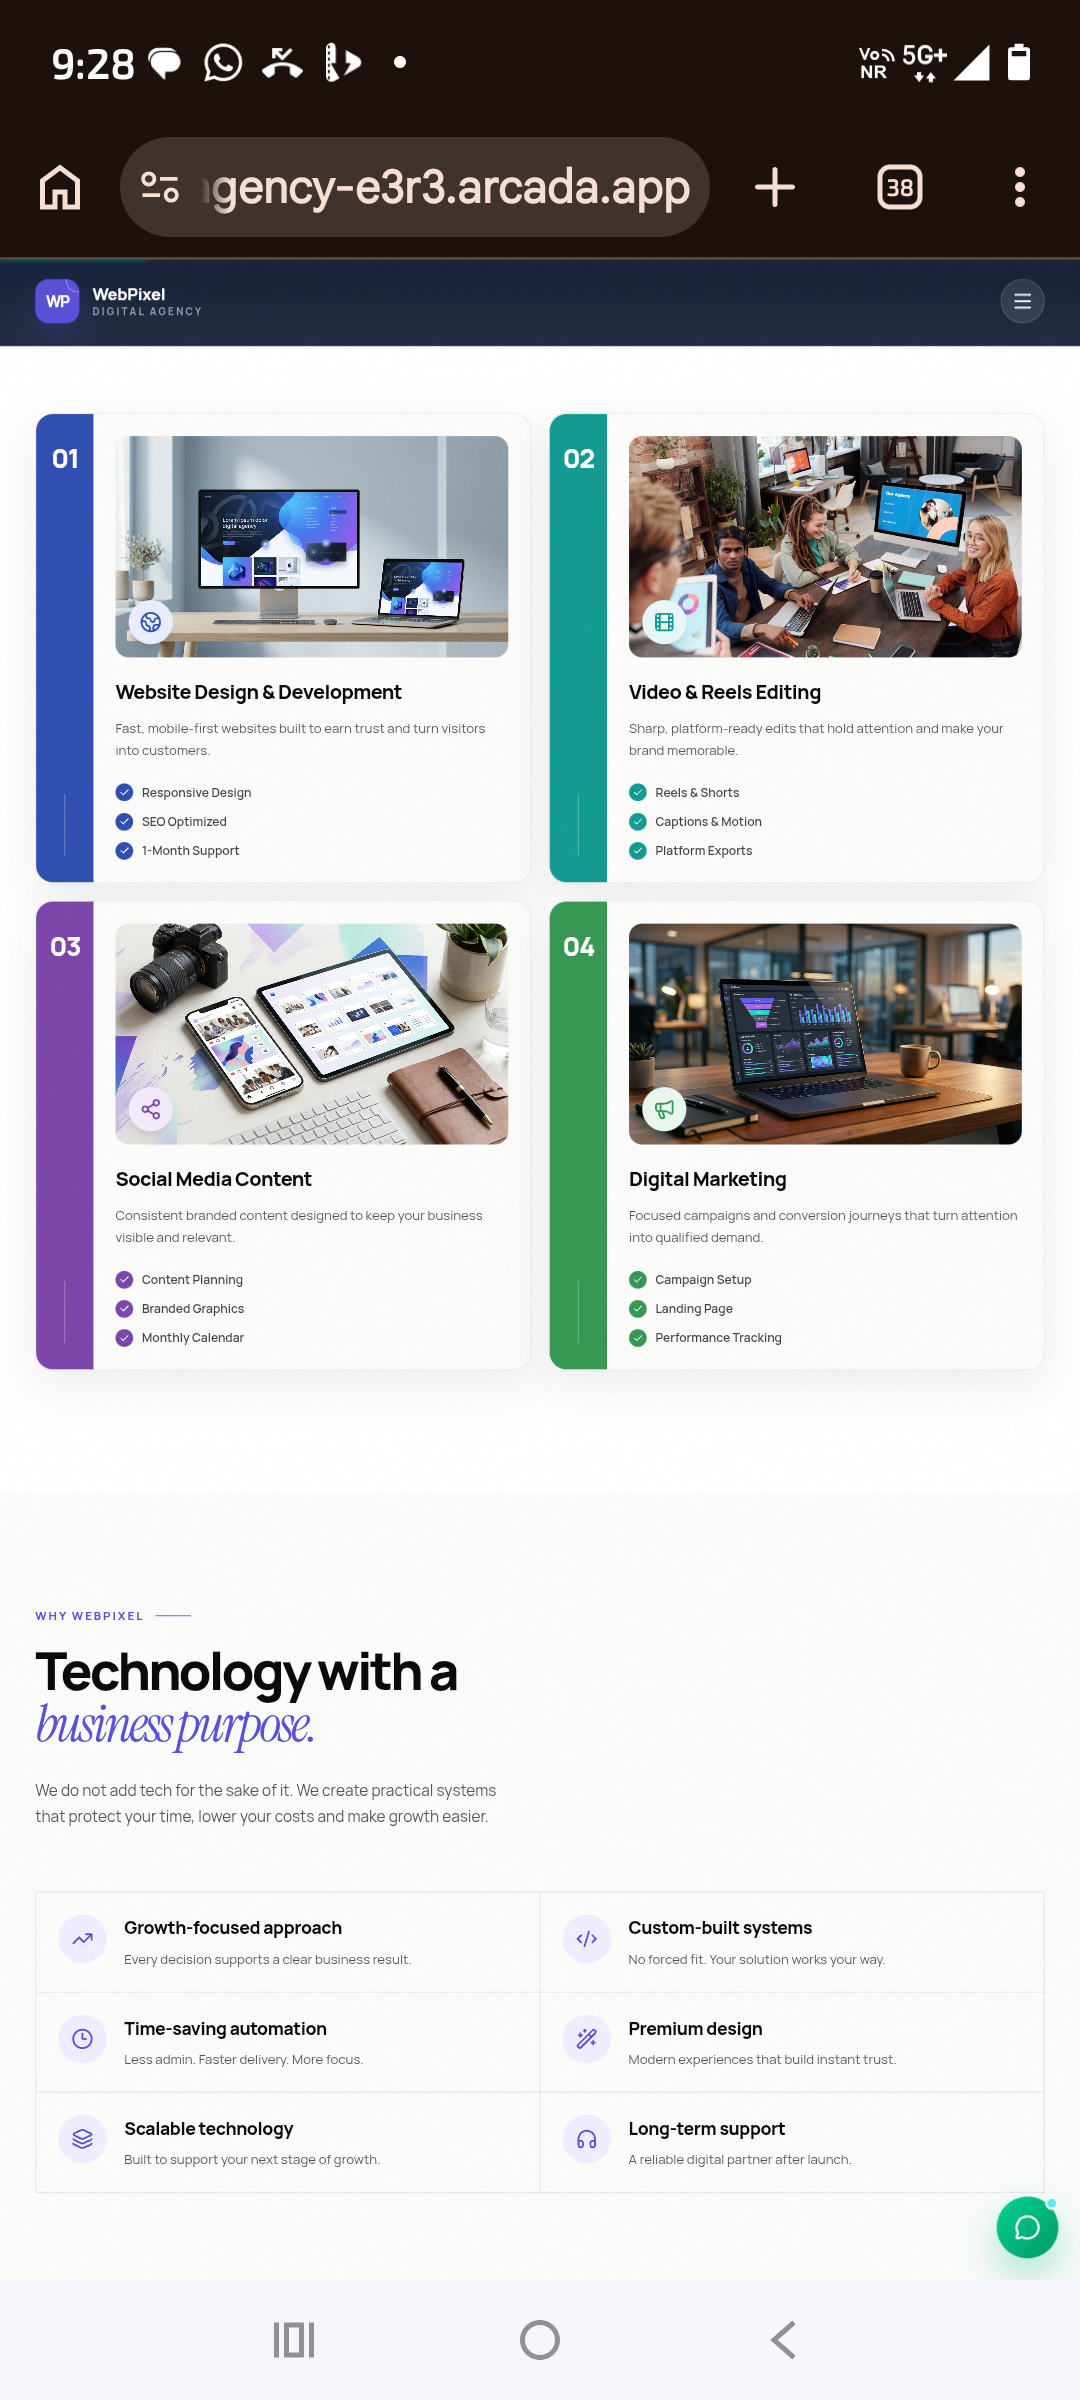 9:28
Vo
NR
5G+
agency-e3r3.arcada.app
38
WP
WebPixel
DIGITAL AGENCY
01
Website Design & Development
Fast, mobile-first websites built to earn trust and turn visitors
into customers.
Responsive Design
SEO Optimized
1-Month Support
02
Our Agency
Video & Reels Editing
Sharp, platform-ready edits that hold attention and make your
brand memorable.
Reels & Shorts
Captions & Motion
Platform Exports
03
Social Media Content
Consistent branded content designed to keep your business
visible and relevant.
Content Planning
Branded Graphics
Monthly Calendar
04
Digital Marketing
Focused campaigns and conversion journeys that turn attention
into qualified demand.
Campaign Setup
Landing Page
Performance Tracking
WHY WEBPIXEL
Technology with a
business purpose.
We do not add tech for the sake of it. We create practical systems
that protect your time, lower your costs and make growth easier.
Growth-focused approach
Every decision supports a clear business result.
Custom-built systems
No forced fit. Your solution works your way.
Time-saving automation
Less admin. Faster delivery. More focus.
Premium design
Modern experiences that build instant trust.
Scalable technology
Built to support your next stage of growth.
Long-term support
A reliable digital partner after launch.